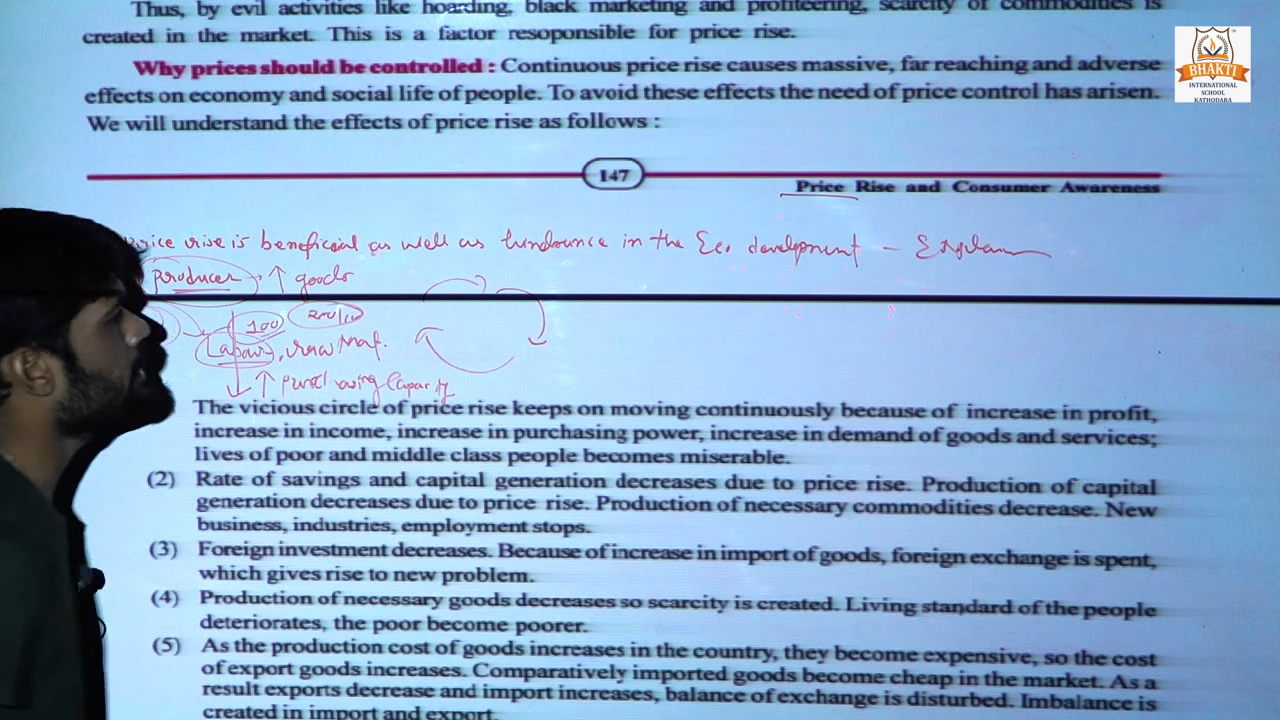 Thus, by evil activities like hoarding, black marketing and profiteering, scarcity of commodities is
created in the market. This is a factor resoponsible for price rise.
Why prices should be controlled : Continuous price rise causes massive, far reaching and adverse
effects on economy and social life of people. To avoid these effects the need of price control has arisen.
We will understand the effects of price rise as follows :
BHAKTI
INTERNATIONAL
SCHOOL
KATHODARA
147
Price Rise and Consumer Awareness
rice rise is beneficial as well as hindrance in the Eco development - Explain
producer → ↑ goods
100 200/10
Labour, raw Mat.
↑ purchasing Capacity
The vicious circle of price rise keeps on moving continuously because of increase in profit,
increase in income, increase in purchasing power, increase in demand of goods and services;
lives of poor and middle class people becomes miserable.
(2) Rate of savings and capital generation decreases due to price rise. Production of capital
generation decreases due to price rise. Production of necessary commodities decrease. New
business, industries, employment stops.
(3) Foreign investment decreases. Because of increase in import of goods, foreign exchange is spent,
which gives rise to new problem.
(4) Production of necessary goods decreases so scarcity is created. Living standard of the people
deteriorates, the poor become poorer.
(5) As the production cost of goods increases in the country, they become expensive, so the cost
of export goods increases. Comparatively imported goods become cheap in the market. As a
result exports decrease and import increases, balance of exchange is disturbed. Imbalance is
created in import and export.